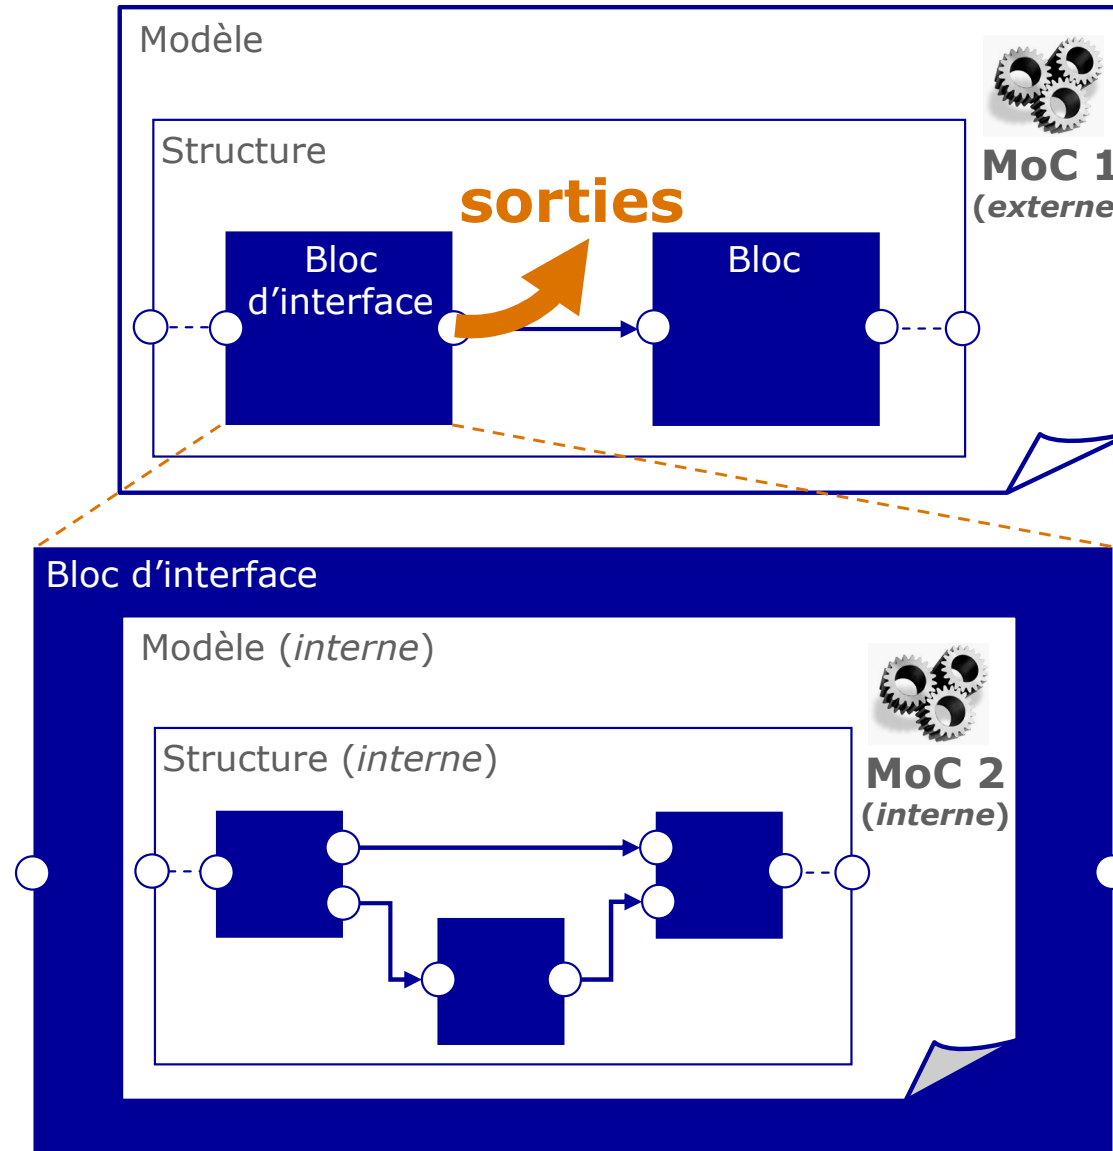 Modèle
Structure
MoC 1
(externe
sorties
Bloc
d’interface
Bloc
Bloc d’interface
Modèle (interne)
Structure (interne)
MoC 2
(interne)